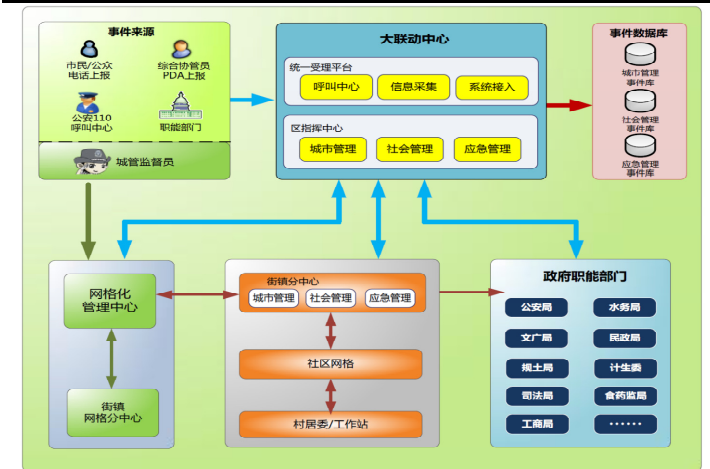 事件来源
市民/公众
电话上报
综合协管员
PDA上报
公安110
呼叫中心
职能部门
城管监督员
大联动中心
统一受理平台
呼叫中心
信息采集
系统接入
区指挥中心
城市管理
社会管理
应急管理
事件数据库
城市管理
事件库
社会管理
事件库
应急管理
事件库
网格化
管理中心
街镇
网格分中心
街镇分中心
城市管理
社会管理
应急管理
社区网格
村居委/工作站
政府职能部门
公安局
水务局
文广局
民政局
规土局
计生委
司法局
食药监局
工商局
······